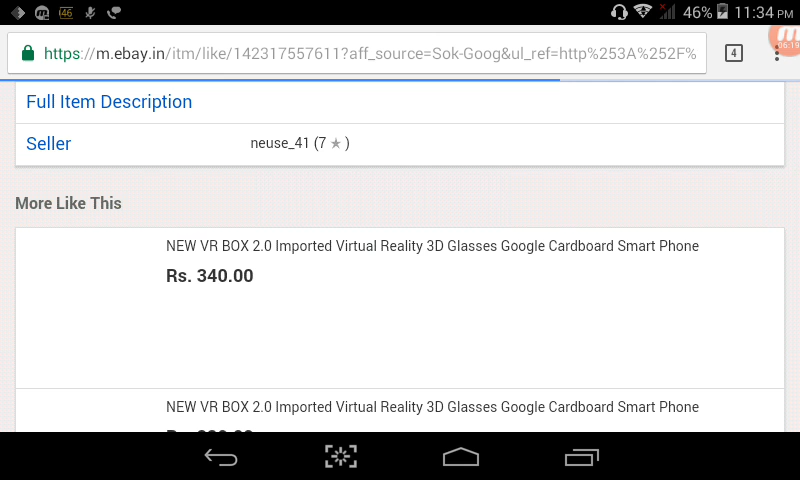 46
46% 11:34 PM
https://m.ebay.in/itm/like/142317557611?aff_source=Sok-Goog&ul_ref=http%253A%252F%
4
06:19
Full Item Description
Seller neuse_41 (7 ★ )
More Like This
NEW VR BOX 2.0 Imported Virtual Reality 3D Glasses Google Cardboard Smart Phone
Rs. 340.00
NEW VR BOX 2.0 Imported Virtual Reality 3D Glasses Google Cardboard Smart Phone